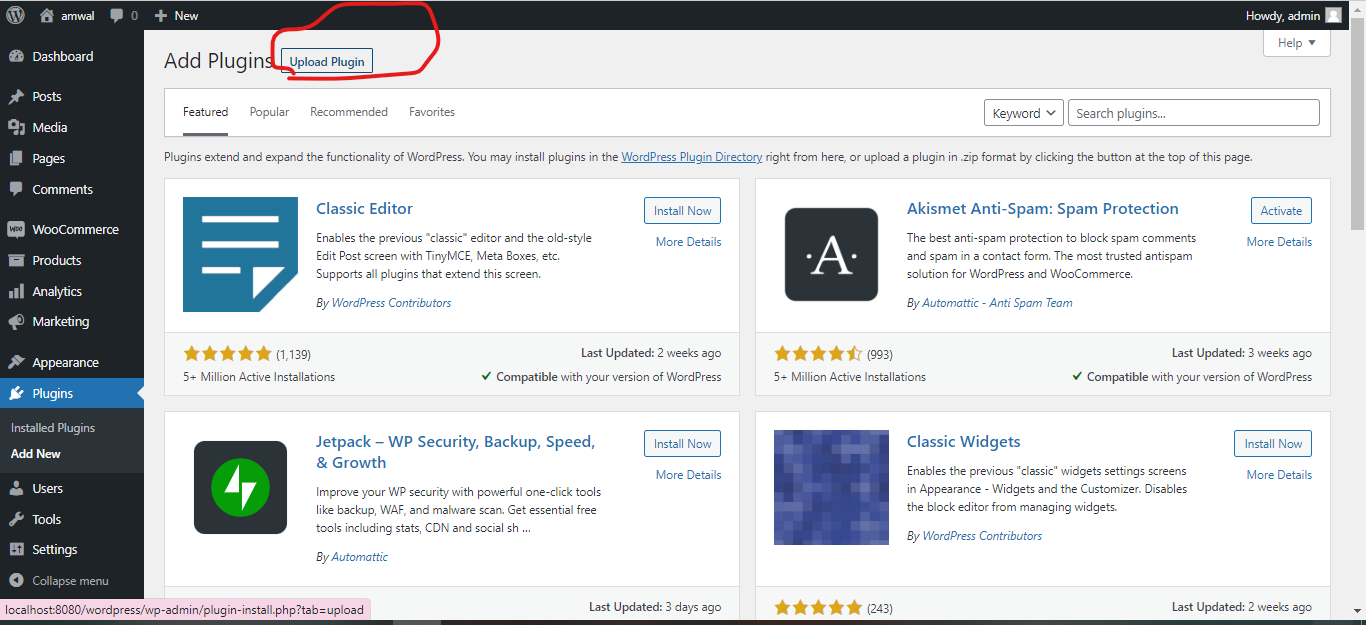 amwal 0 New Howdy, admin
Help
Dashboard
Posts
Media
Pages
Comments
WooCommerce
Products
Analytics
Marketing
Appearance
Plugins
Installed Plugins
Add New
Users
Tools
Settings
Collapse menu
Add Plugins Upload Plugin
Featured Popular Recommended Favorites Keyword Search plugins...
Plugins extend and expand the functionality of WordPress. You may install plugins in the WordPress Plugin Directory right from here, or upload a plugin in .zip format by clicking the button at the top of this page.
Classic Editor
Install Now
More Details
Enables the previous "classic" editor and the old-style
Edit Post screen with TinyMCE, Meta Boxes, etc.
Supports all plugins that extend this screen.
By WordPress Contributors
(1,139)
5+ Million Active Installations
Last Updated: 2 weeks ago
Compatible with your version of WordPress
·A·
Akismet Anti-Spam: Spam Protection
Activate
More Details
The best anti-spam protection to block spam comments
and spam in a contact form. The most trusted antispam
solution for WordPress and WooCommerce.
By Automattic - Anti Spam Team
(993)
5+ Million Active Installations
Last Updated: 3 weeks ago
Compatible with your version of WordPress
Jetpack – WP Security, Backup, Speed,
& Growth
Install Now
More Details
Improve your WP security with powerful one-click tools
like backup, WAF, and malware scan. Get essential free
tools including stats, CDN and social sh ...
By Automattic
Last Updated: 3 days ago
Classic Widgets
Install Now
More Details
Enables the previous "classic" widgets settings screens
in Appearance - Widgets and the Customizer. Disables
the block editor from managing widgets.
By WordPress Contributors
(243)
Last Updated: 2 weeks ago
localhost:8080/wordpress/wp-admin/plugin-install.php?tab=upload